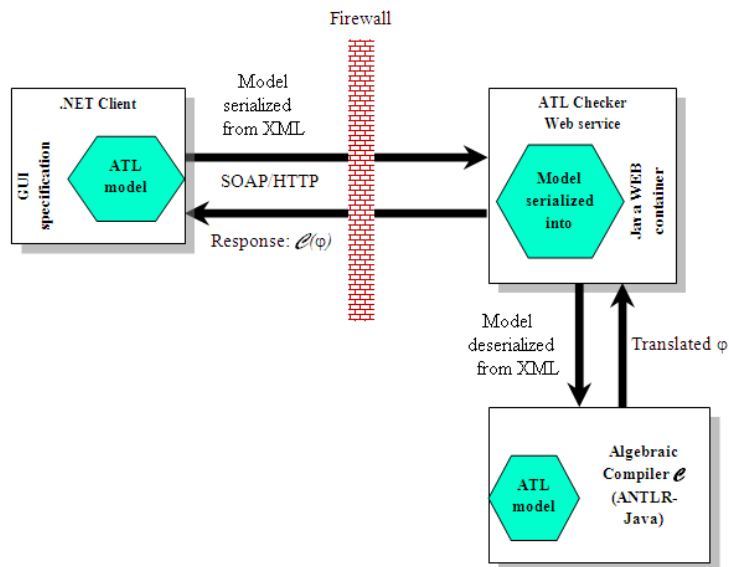 Firewall
.NET Client
GUI
specification
ATL
model
Model
serialized
from XML
SOAP/HTTP
Response: 𝓒(φ)
ATL Checker
Web service
Model
serialized
into
Java WEB
container
Model
deserialized
from XML
Translated φ
ATL
model
Algebraic
Compiler 𝓒
(ANTLR-
Java)